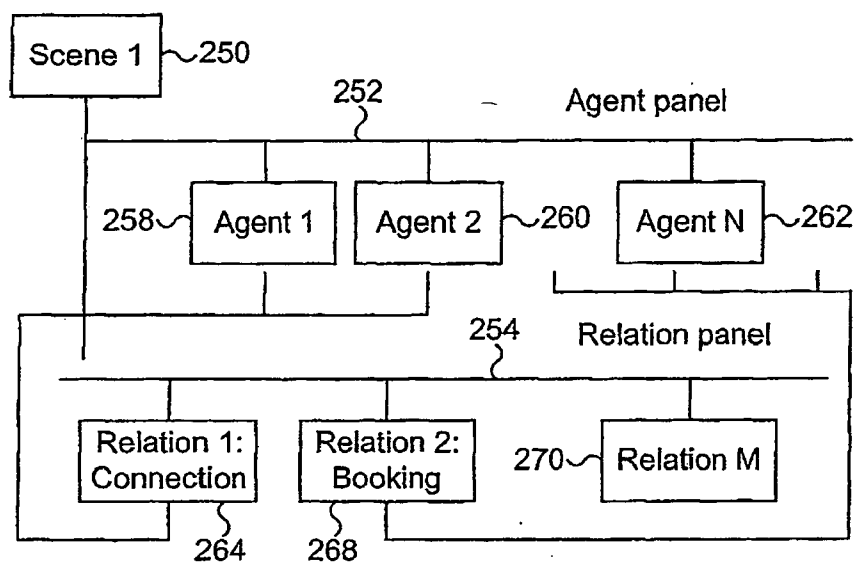 Scene 1
250
252
Agent panel
258
Agent 1
Agent 2
260
Agent N
262
254
Relation panel
Relation 1:
Connection
264
Relation 2:
Booking
268
270
Relation M